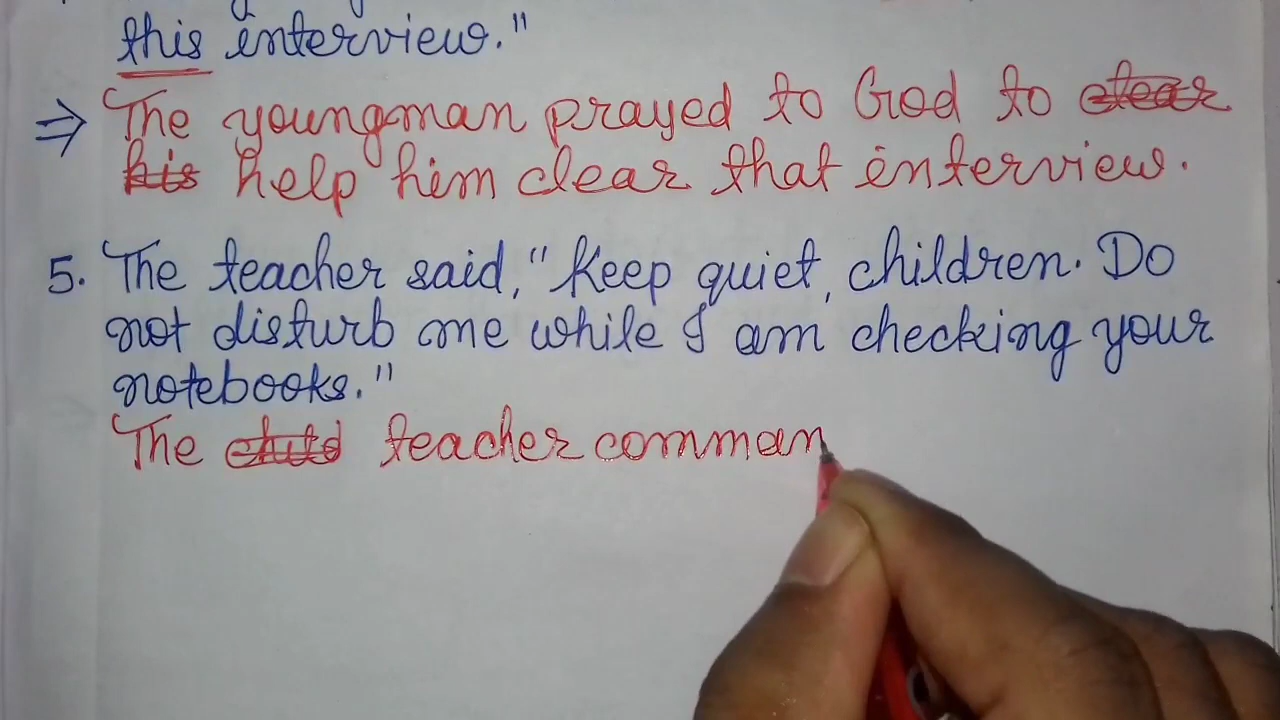 this interview."
⇒ The youngman prayed to God to clear
his help him clear that interview.
5. The teacher said, "Keep quiet, children. Do
not disturb me while I am checking your
notebooks."
The child teacher comman